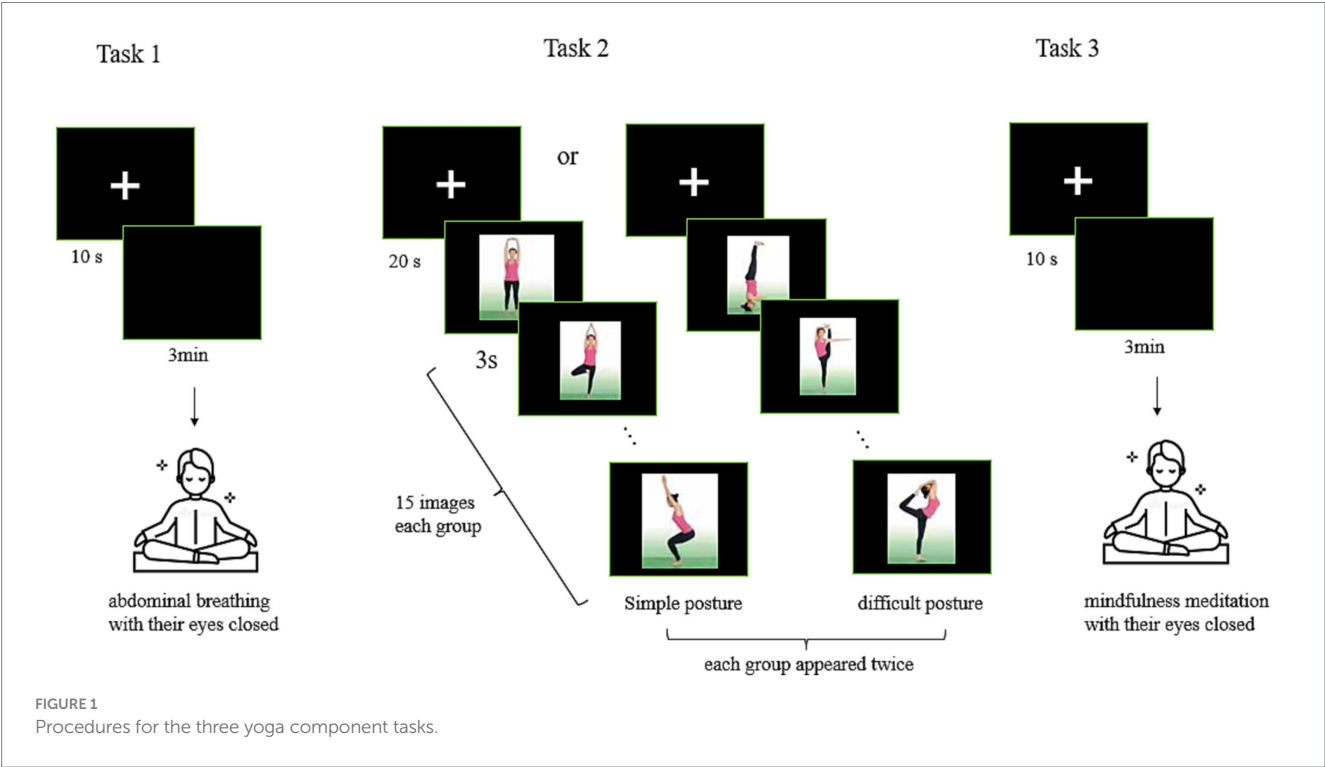 Task 1
Task 2
Task 3
or
10 s
3min
20 s
3s
10 s
3min
15 images
each group
Simple posture
difficult posture
each group appeared twice
abdominal breathing
with their eyes closed
mindfulness meditation
with their eyes closed
FIGURE 1
Procedures for the three yoga component tasks.